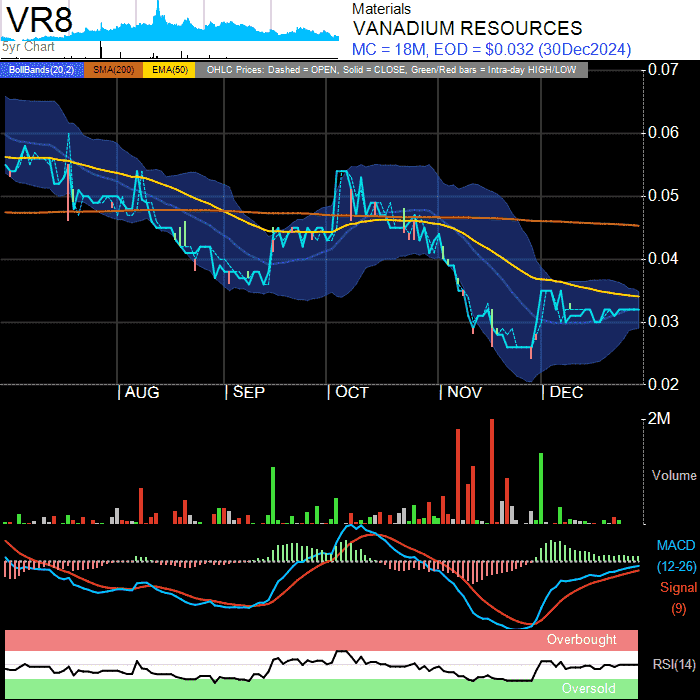 VR8
5yr Chart
Materials
VANADIUM RESOURCES
MC = 18M, EOD = $0.032 (30Dec2024)
BollBands(20,2) SMA(200) EMA(50) OHLC Prices: Dashed = OPEN, Solid = CLOSE, Green/Red bars = Intra-day HIGH/LOW
0.07
0.06
0.05
0.04
0.03
0.02
AUG SEP OCT NOV DEC
2M
Volume
MACD
(12-26)
Signal
(9)
Overbought
RSI(14)
Oversold